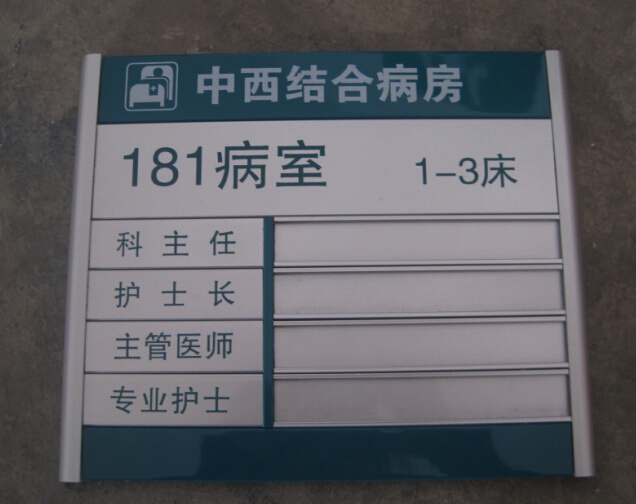 中西结合病房
181病室 1-3床
科主任
护士长
主管医师
专业护士